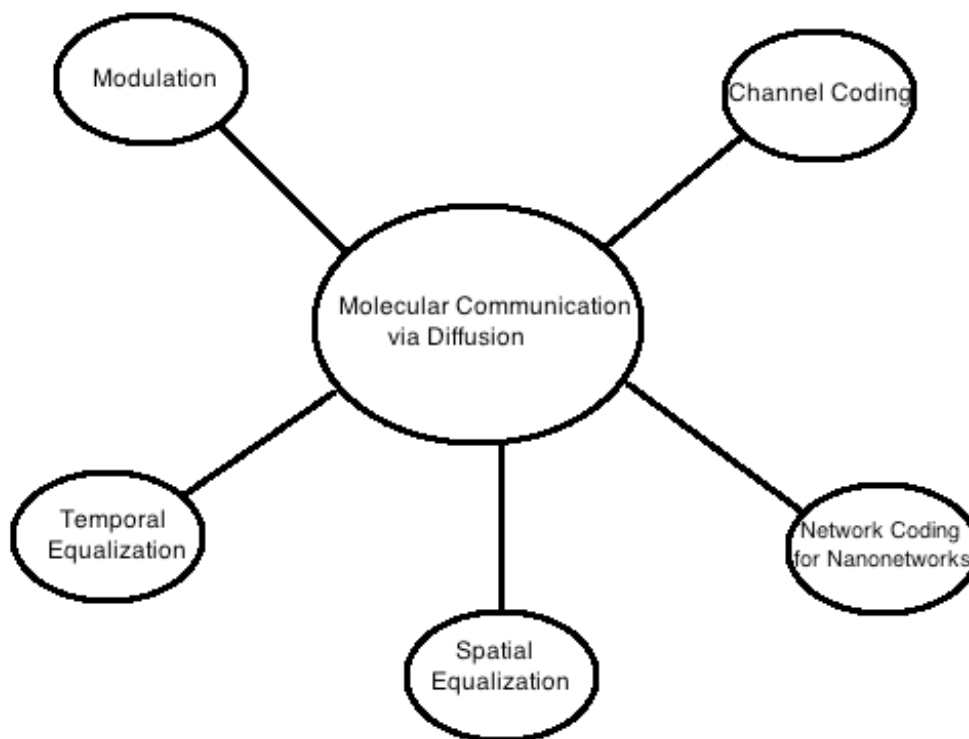 Modulation
Channel Coding
Molecular Communication
via Diffusion
Temporal
Equalization
Spatial
Equalization
Network Coding
for Nanonetworks